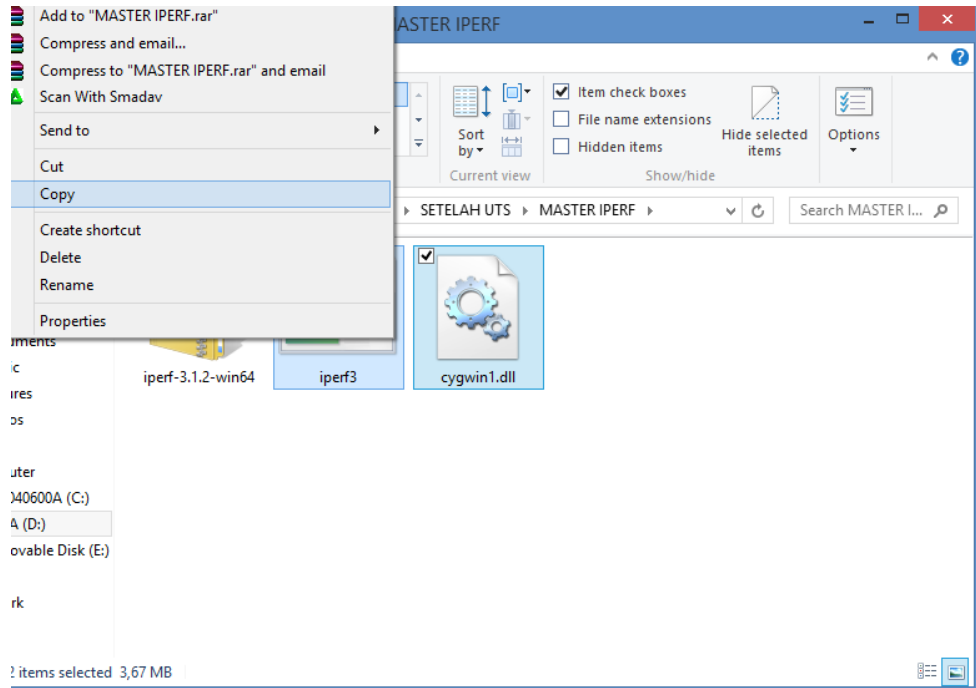 Add to "MASTER IPERF.rar"
Compress and email...
Compress to "MASTER IPERF.rar" and email
Scan With Smadav
Send to
Cut
Copy
Create shortcut
Delete
Rename
Properties
ASTER IPERF
Sort by
Item check boxes
File name extensions
Hidden items
Hide selected items
Options
Current view
Show/hide
SETELAH UTS
MASTER IPERF
Search MASTER I...
uments
ic
ures
os
uter
040600A (C:)
A (D:)
ovable Disk (E:)
rk
iperf-3.1.2-win64
iperf3
cygwin1.dll
2 items selected 3,67 MB